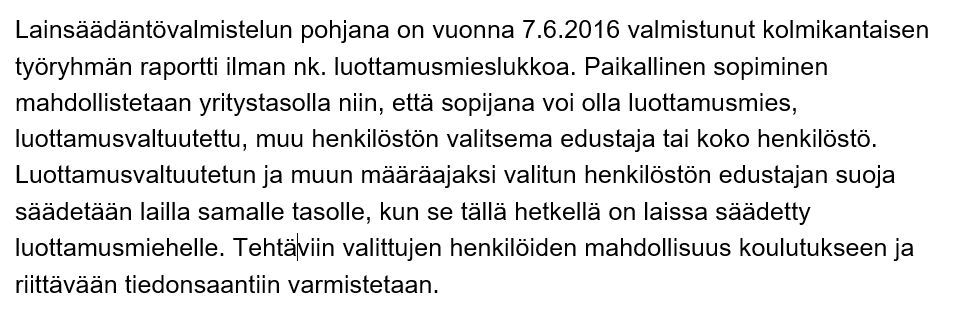 Lainsäädäntövalmistelun pohjana on vuonna 7.6.2016 valmistunut kolmikantaisen
työryhmän raportti ilman nk. luottamusmieslukkoa. Paikallinen sopiminen
mahdollistetaan yritystasolla niin, että sopijana voi olla luottamusmies,
luottamusvaltuutettu, muu henkilöstön valitsema edustaja tai koko henkilöstö.
Luottamusvaltuutetun ja muun määräajaksi valitun henkilöstön edustajan suoja
säädetään lailla samalle tasolle, kun se tällä hetkellä on laissa säädetty
luottamusmiehelle. Tehtäviin valittujen henkilöiden mahdollisuus koulutukseen ja
riittävään tiedonsaantiin varmistetaan.